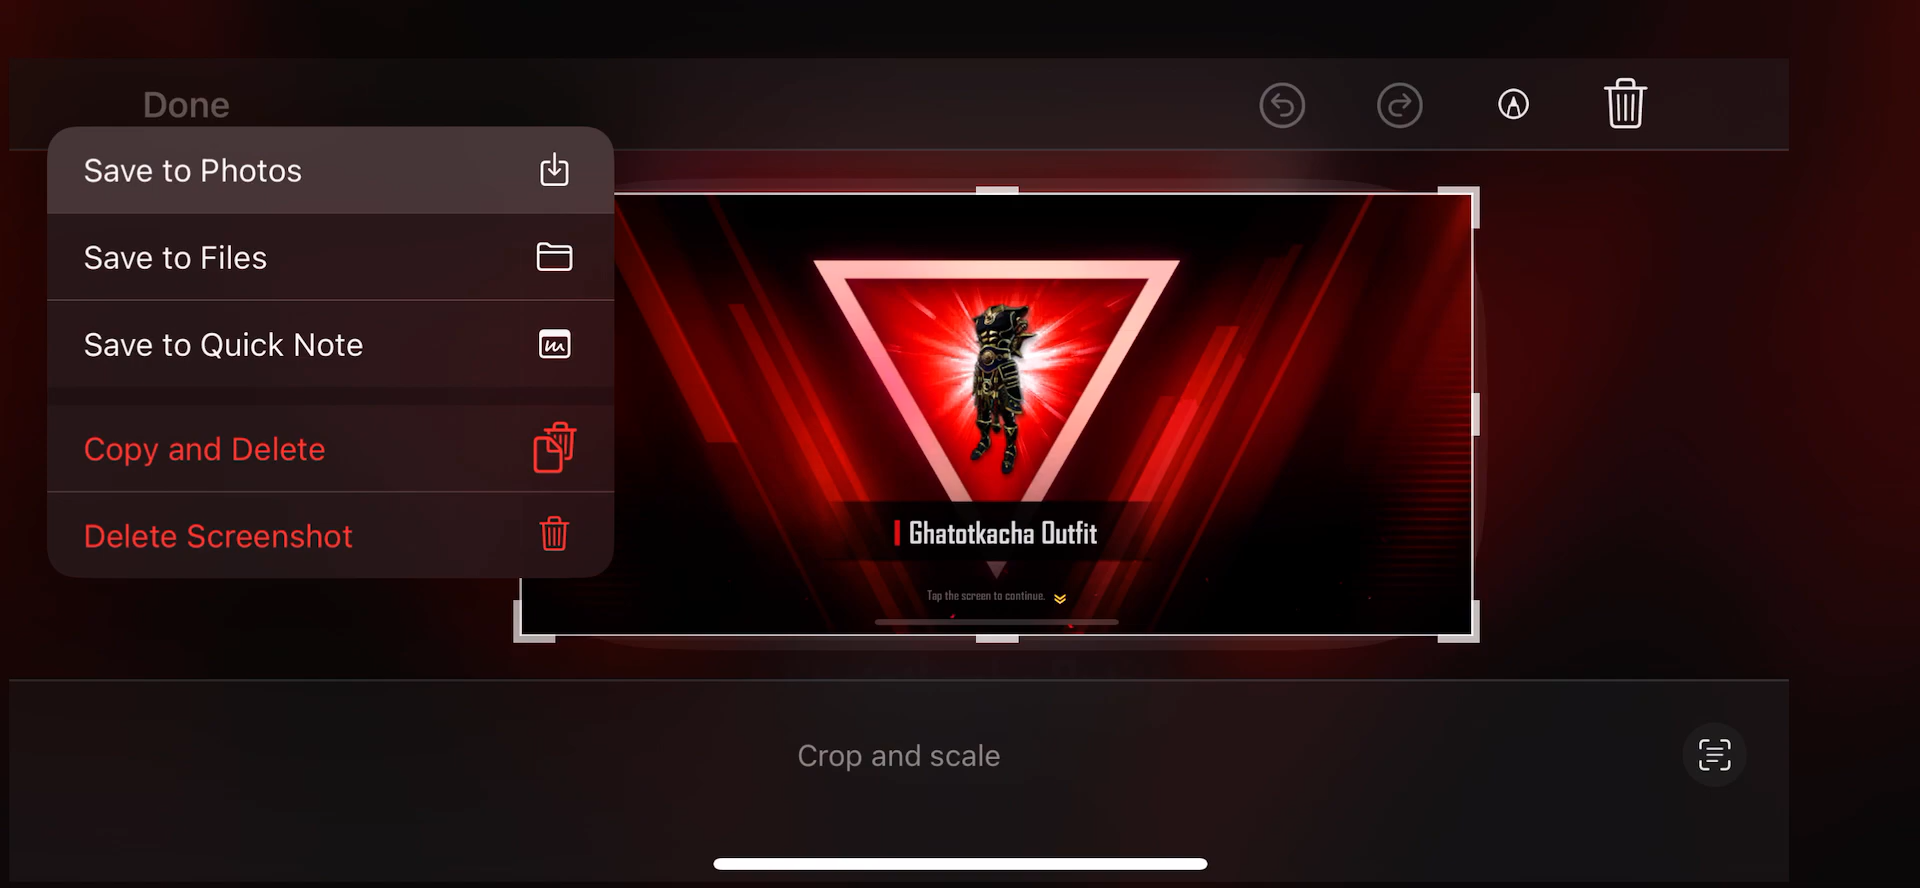 Done
Save to Photos
Save to Files
Save to Quick Note
Copy and Delete
Delete Screenshot
Ghatotkacha Outfit
Tap the screen to continue.
Crop and scale